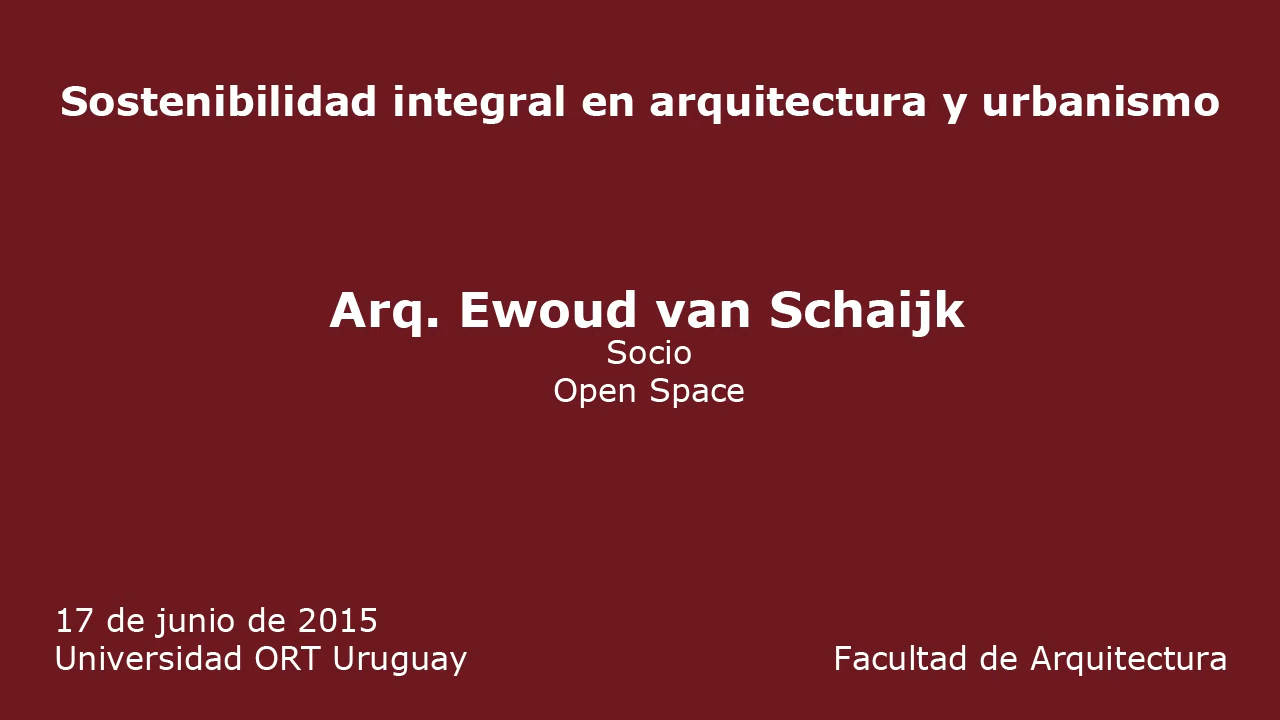 Sostenibilidad integral en arquitectura y urbanismo
Arq. Ewoud van Schaijk
Socio
Open Space
17 de junio de 2015
Universidad ORT Uruguay
Facultad de Arquitectura